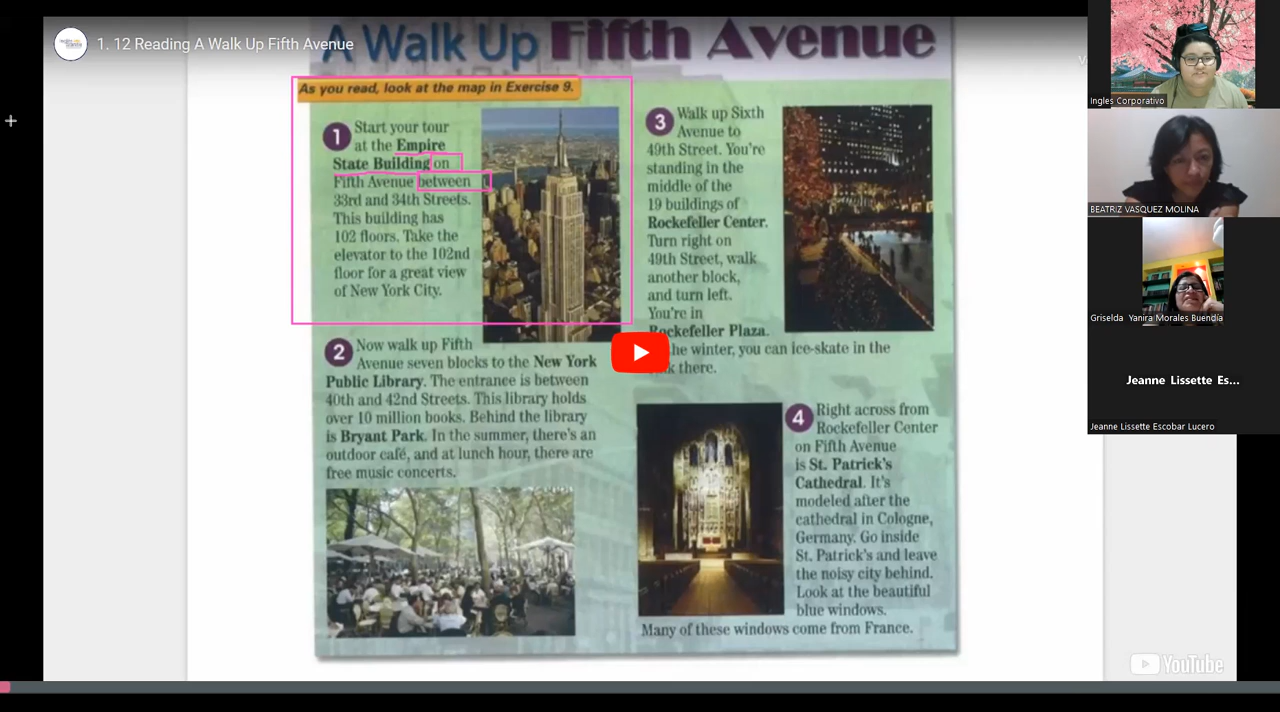 1. 12 Reading A Walk Up Fifth Avenue
A Walk Up Fifth Avenue
As you read, look at the map in Exercise 9.
1 Start your tour
at the Empire
State Building on
Fifth Avenue between
33rd and 34th Streets.
This building has
102 floors. Take the
elevator to the 102nd
floor for a great view
of New York City.
2 Now walk up Fifth
Avenue seven blocks to the New York
Public Library. The entrance is between
40th and 42nd Streets. This library holds
over 10 million books. Behind the library
is Bryant Park. In the summer, there's an
outdoor café, and at lunch hour, there are
free music concerts.
3 Walk up Sixth
Avenue to
49th Street. You're
standing in the
middle of the
19 buildings of
Rockefeller Center.
Turn right on
49th Street, walk
another block,
and turn left.
You're in
Rockefeller Plaza.
he winter, you can ice-skate in the
k there.
4 Right across from
Rockefeller Center
on Fifth Avenue
is St. Patrick's
Cathedral. It's
modeled after the
cathedral in Cologne,
Germany. Go inside
St. Patrick's and leave
the noisy city behind.
Look at the beautiful
blue windows.
Many of these windows come from France.
YouTube
Ingles Corporativo
BEATRIZ VASQUEZ MOLINA
Griselda Yanira Morales Buendia
Jeanne Lissette Es...
Jeanne Lissette Escobar Lucero